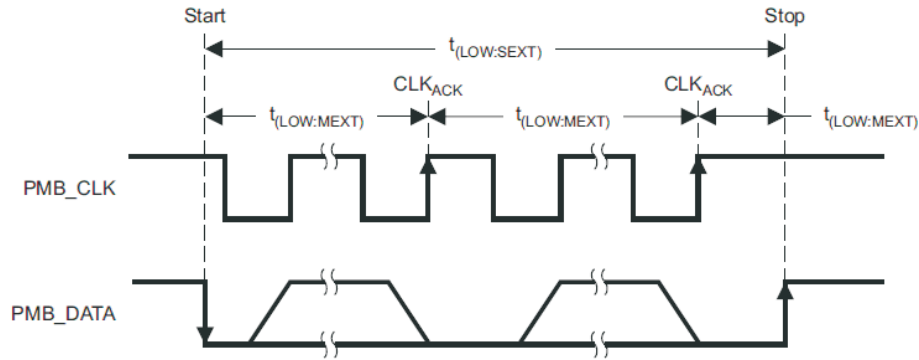 Start Stop
t(LOW:SEXT)
CLKACK CLKACK
t(LOW:MEXT) t(LOW:MEXT) t(LOW:MEXT)
PMB_CLK
PMB_DATA